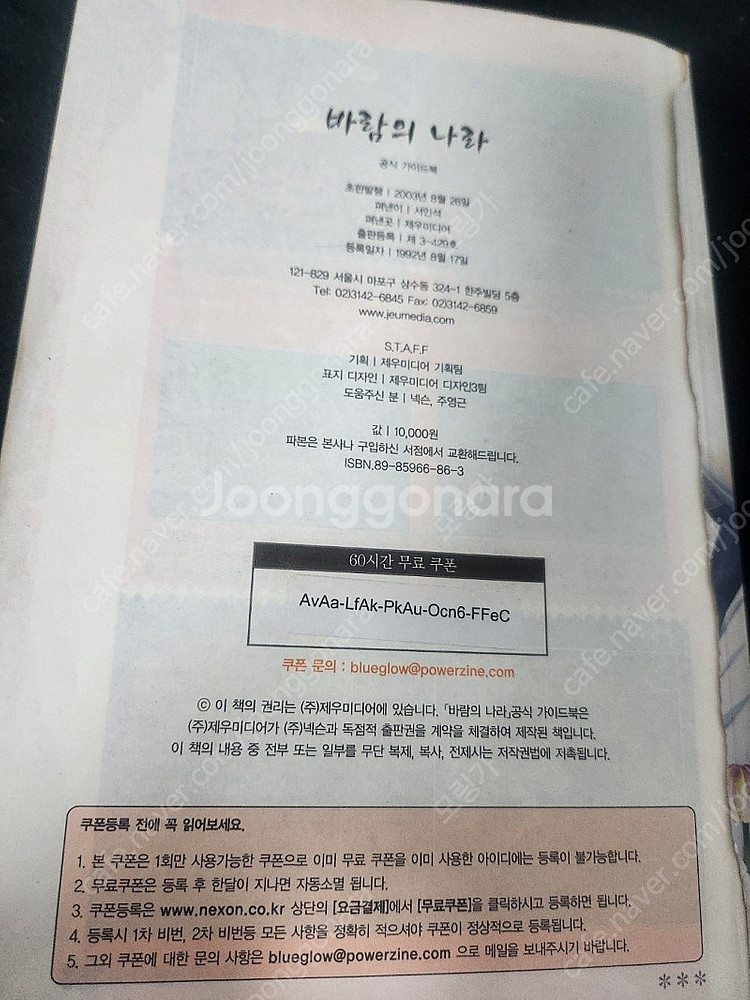 바람의 나라
공식 가이드북
초판발행 | 2003년 8월 26일
펴낸이 | 서인석
펴낸곳 | 제우미디어
출판등록 | 제 3-429호
등록일자 | 1992년 8월 17일
121-829 서울시 마포구 상수동 324-1 한주빌딩 5층
Tel: 02)3142-6845 Fax: 02)3142-6859
www.jeumedia.com
S.T.A.F.F
기획 | 제우미디어 기획팀
표지 디자인 | 제우미디어 디자인3팀
도움주신 분 | 넥슨, 주영근
값 | 10,000원
파본은 본사나 구입하신 서점에서 교환해드립니다.
ISBN.89-85966-86-3
Joonggonara
60시간 무료 쿠폰
AvAa-LfAk-PkAu-Ocn6-FFeC
쿠폰 문의 : blueglow@powerzine.com
ⓒ 이 책의 권리는 (주)제우미디어에 있습니다. 「바람의 나라」공식 가이드북은
(주)제우미디어가 (주)넥슨과 독점적 출판권을 계약을 체결하여 제작된 책입니다.
이 책의 내용 중 전부 또는 일부를 무단 복제, 복사, 전제시는 저작권법에 저촉됩니다.
쿠폰등록 전에 꼭 읽어보세요.
1. 본 쿠폰은 1회만 사용가능한 쿠폰으로 이미 무료 쿠폰을 이미 사용한 아이디에는 등록이 불가능합니다.
2. 무료쿠폰은 등록 후 한달이 지나면 자동소멸 됩니다.
3. 쿠폰등록은 www.nexon.co.kr 상단의 [요금결제]에서 [무료쿠폰]을 클릭하시고 등록하면 됩니다.
4. 등록시 1차 비번, 2차 비번등 모든 사항을 정확히 적으셔야 쿠폰이 정상적으로 등록됩니다.
5. 그외 쿠폰에 대한 문의 사항은 blueglow@powerzine.com 으로 메일을 보내주시기 바랍니다.
***